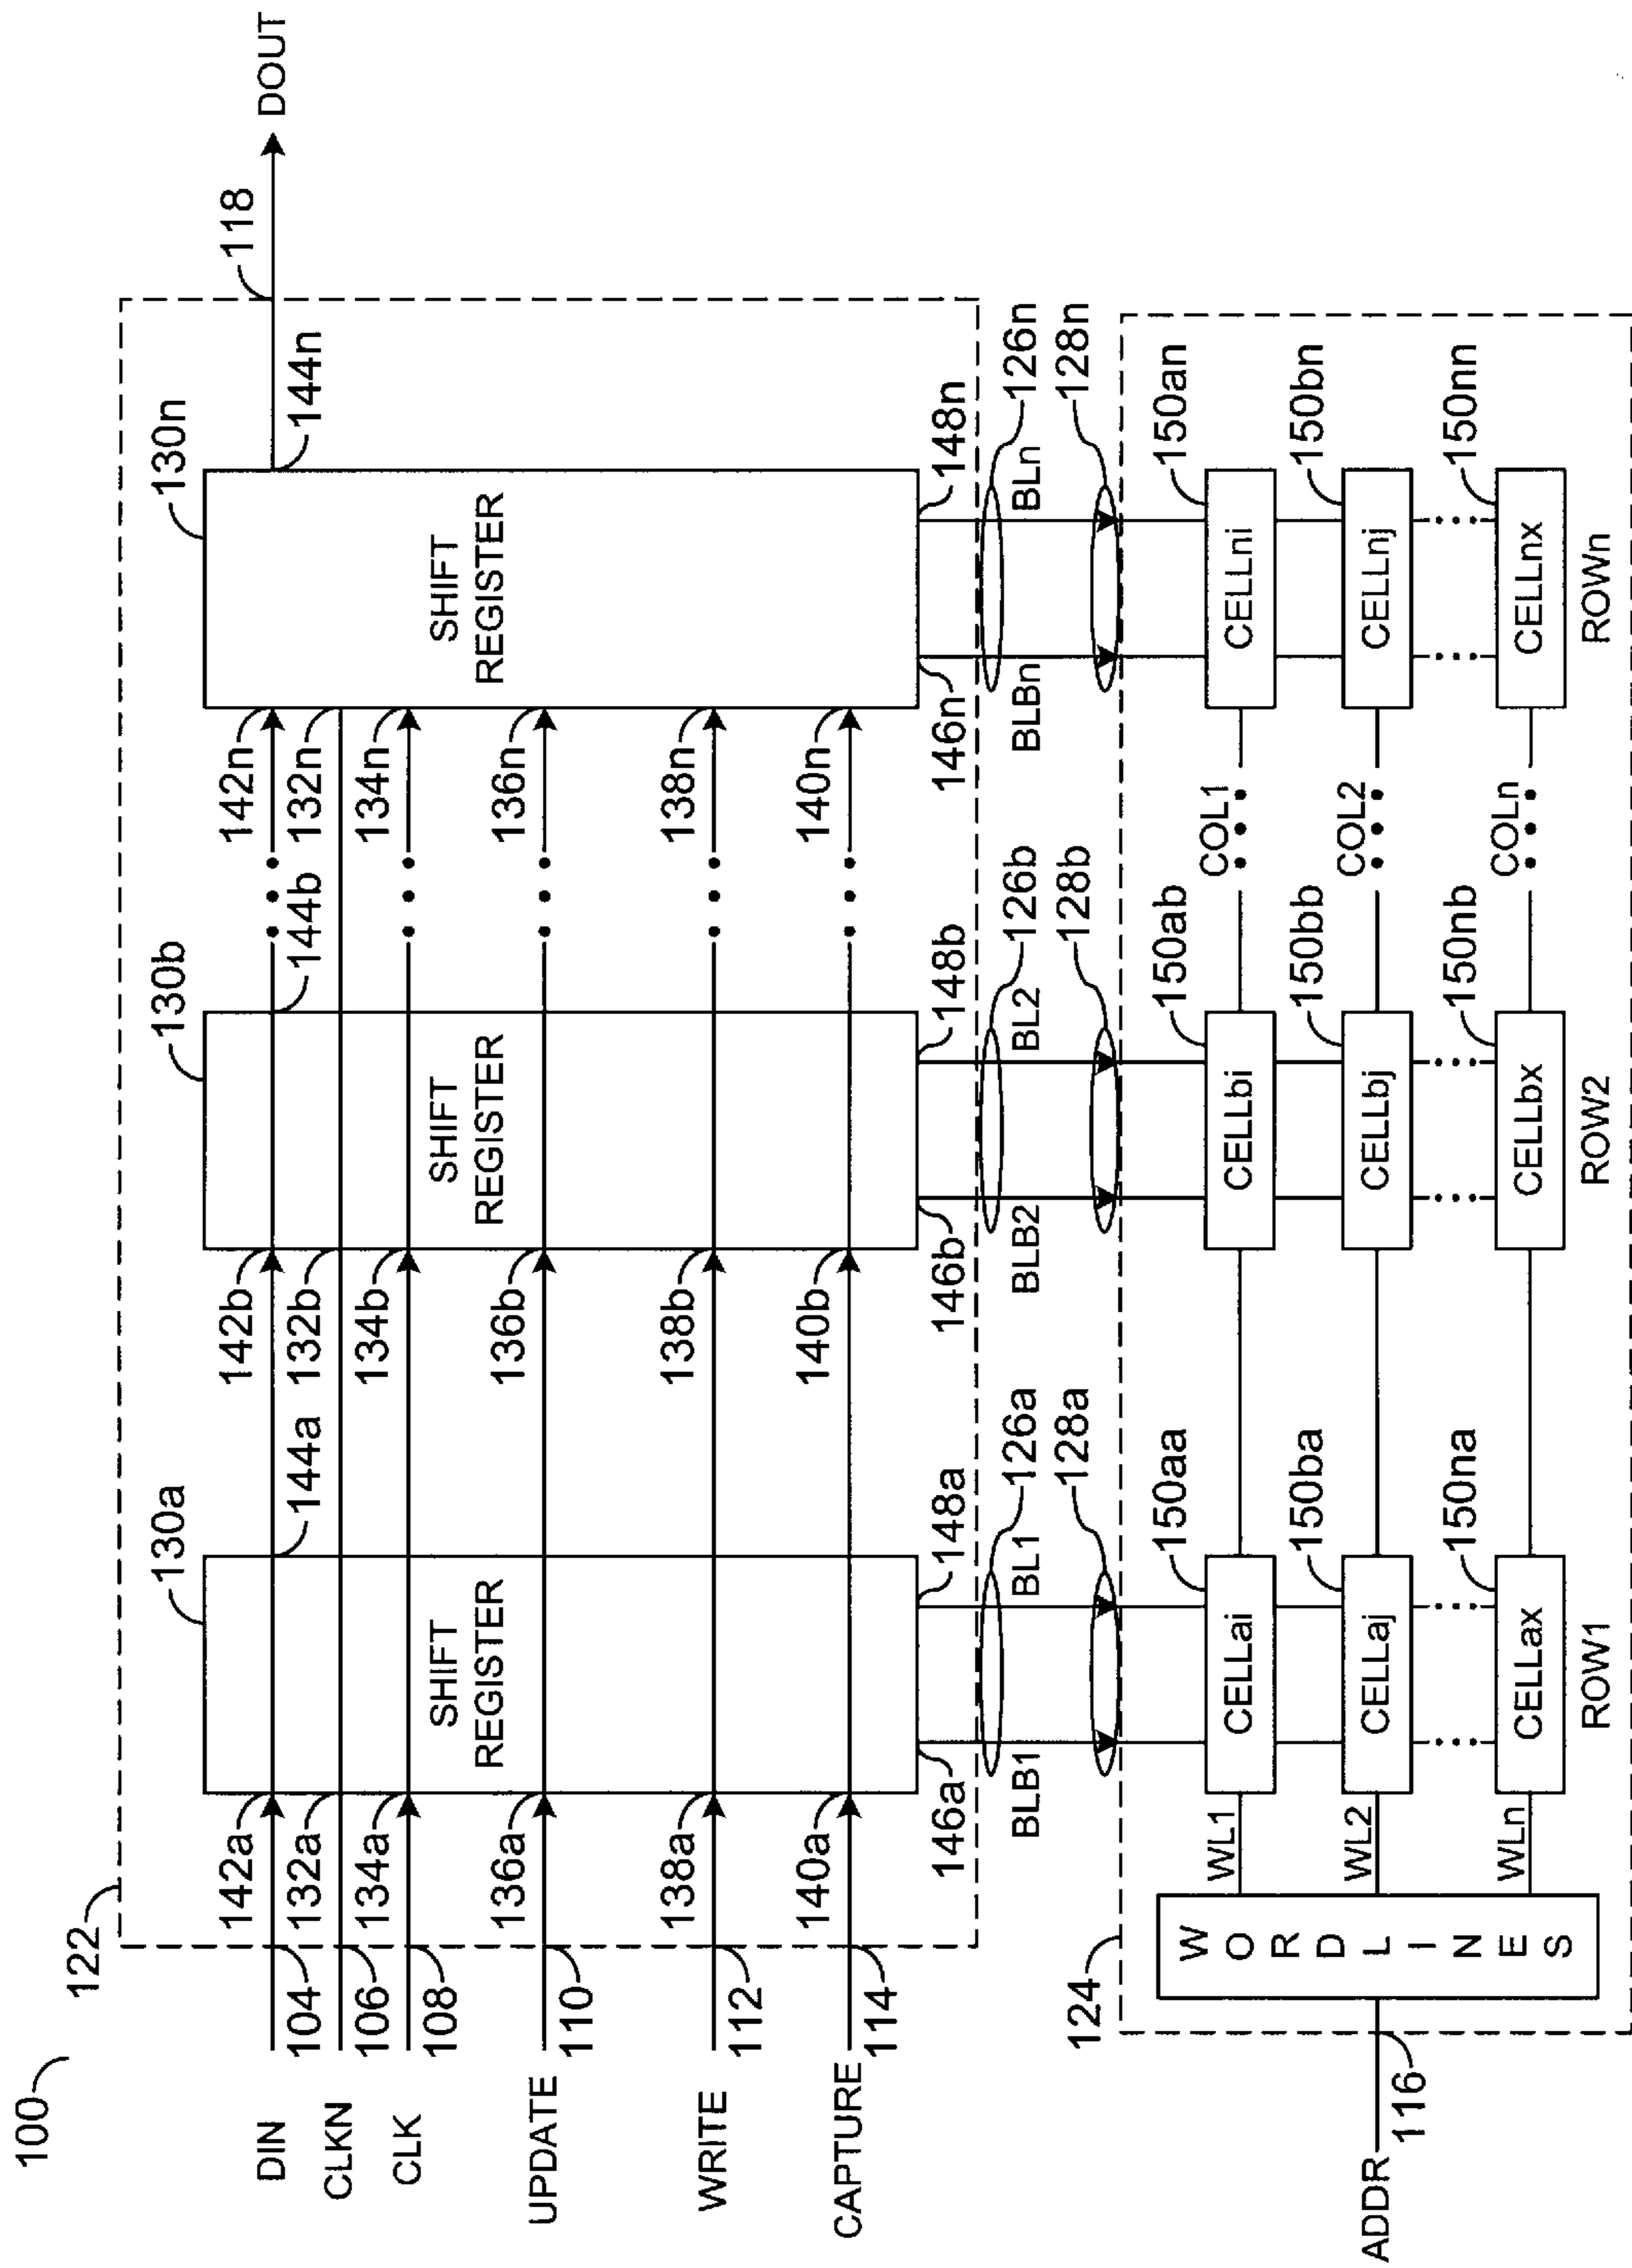 100
122
130a
130b
130n
118
DOUT
DIN
104
142a
144a
142b
144b
142n
144n
CLKN
106
132a
132b
132n
CLK
108
134a
134b
134n
SHIFT REGISTER
SHIFT REGISTER
SHIFT REGISTER
UPDATE
110
136a
136b
136n
WRITE
112
138a
138b
138n
CAPTURE
114
140a
140b
140n
146a
148a
146b
148b
146n
148n
BLB1
BL1
126a
BLB2
BL2
126b
BLBn
BLn
126n
128a
128b
128n
124
150aa
150ab
150an
WL1
CELLai
CELLbi
COL1
CELLni
150ba
150bb
150bn
ADDR
116
WORDLINES
WL2
CELLaj
CELLbj
COL2
CELLnj
150na
150nb
150nn
WLn
CELLax
CELLbx
COLn
CELLnx
ROW1
ROW2
ROWn